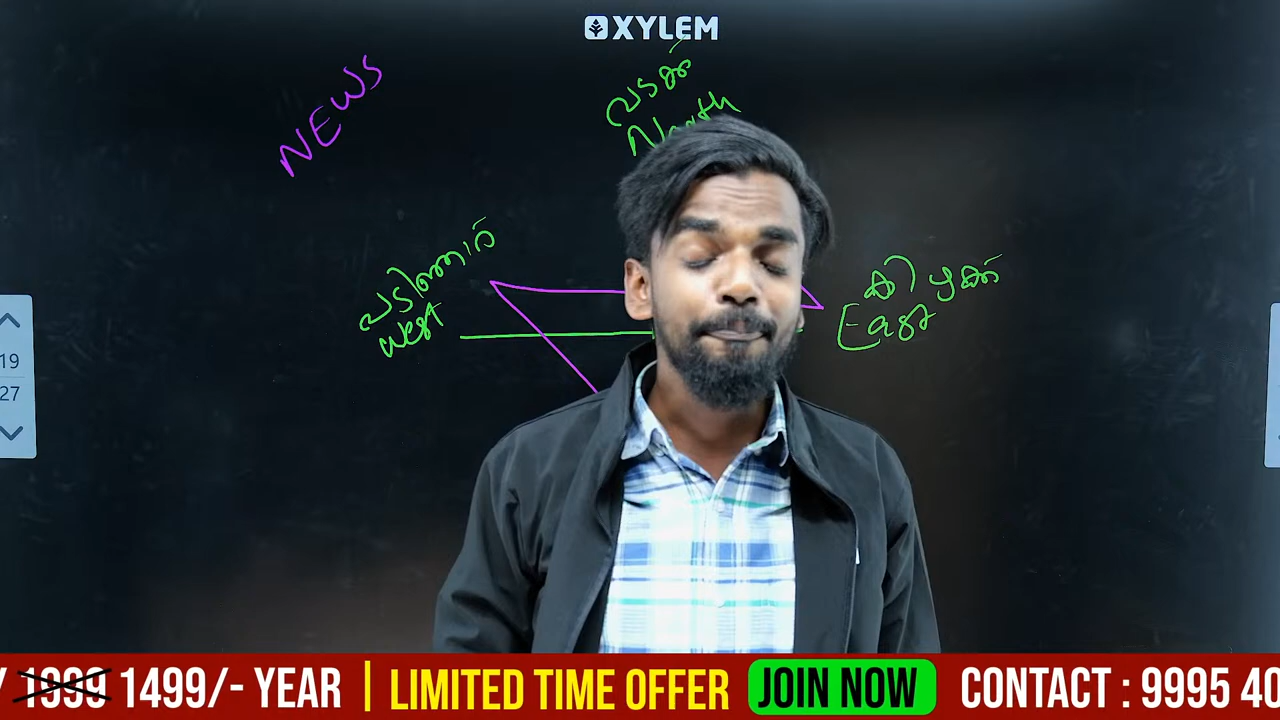 XYLEM
NEWS
വടക്ക്
North
പടിഞ്ഞാറ്
West
കിഴക്ക്
East
19
27
1499/- YEAR | LIMITED TIME OFFER JOIN NOW CONTACT : 9995 40